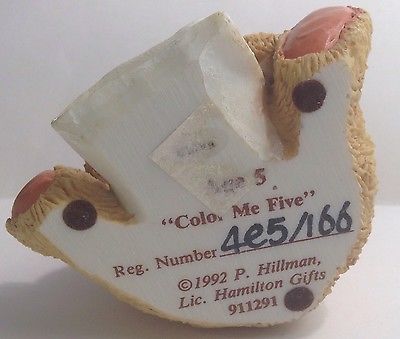 Age 5
"Color Me Five"
Reg. Number 4e5/166
©1992 P. Hillman,
Lic. Hamilton Gifts
911291